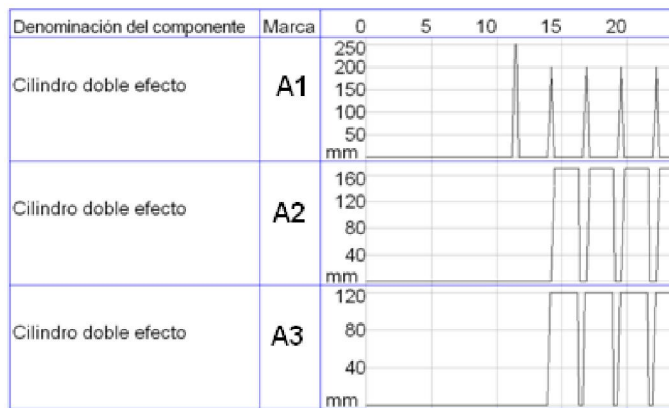 Denominación del componente Marca 0 5 10 15 20
Cilindro doble efecto A1 250 200 150 100 50 mm
Cilindro doble efecto A2 160 120 80 40 mm
Cilindro doble efecto A3 120 80 40 mm